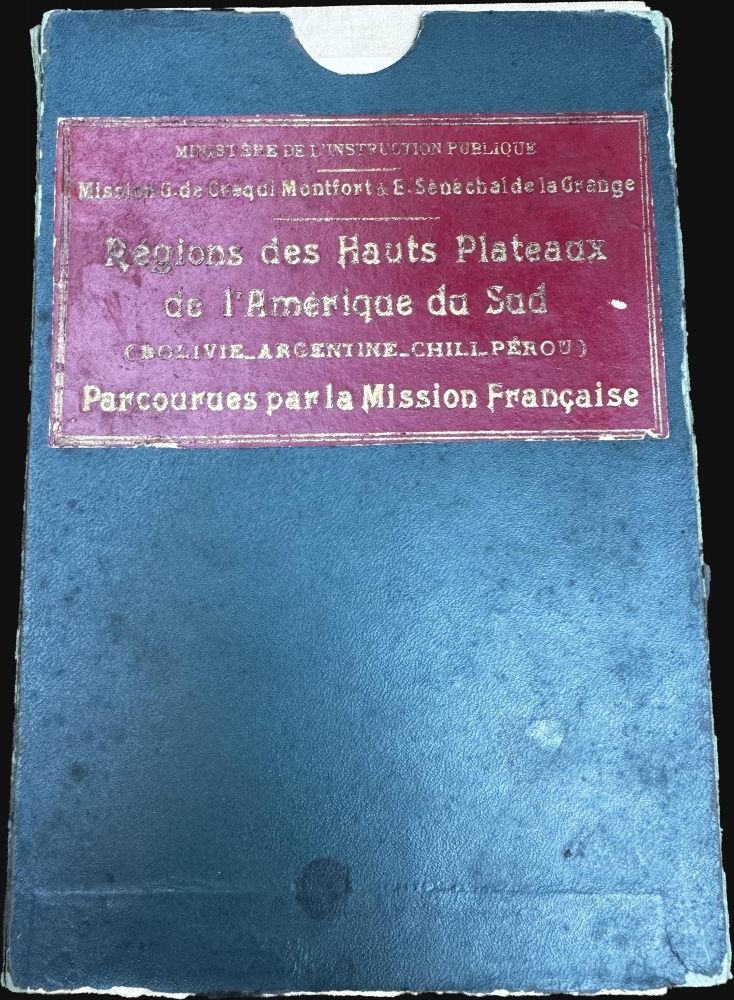 MINISTÈRE DE L'INSTRUCTION PUBLIQUE
Mission G. de Créqui Montfort & E. Sénéchal de la Grange
Régions des Hauts Plateaux
de l'Amérique du Sud
(BOLIVIE_ARGENTINE_CHILI_PÉROU)
Parcourues par la Mission Française